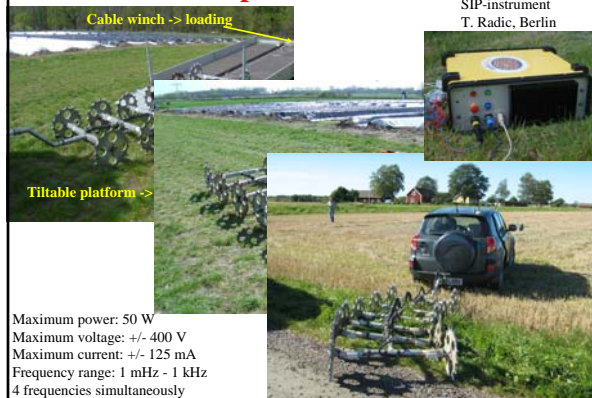 Cable winch -> loading
SIP-instrument
T. Radic, Berlin
Tiltable platform ->
Maximum power: 50 W
Maximum voltage: +/- 400 V
Maximum current: +/- 125 mA
Frequency range: 1 mHz - 1 kHz
4 frequencies simultaneously